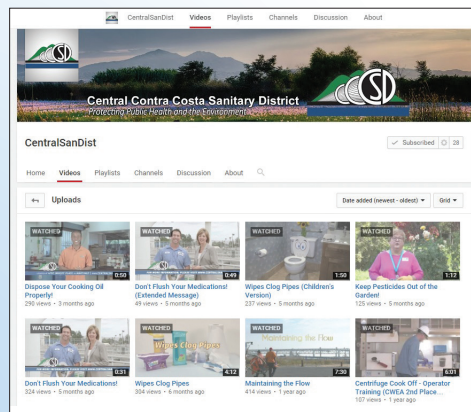 CentralSanDist Videos Playlists Channels Discussion About
CSD
Central Contra Costa Sanitary District
Protecting Public Health and the Environment
CentralSanDist
Subscribed 28
Home Videos Playlists Channels Discussion About
Uploads
Date added (newest - oldest) Grid
WATCHED WATCHED WATCHED WATCHED
0:50 0:49 1:50 1:12
Dispose Your Cooking Oil Properly!
290 views • 3 months ago
Don't Flush Your Medications! (Extended Message)
49 views • 5 months ago
Wipes Clog Pipes (Children's Version)
237 views • 5 months ago
Keep Pesticides Out of the Garden!
125 views • 5 months ago
WATCHED WATCHED WATCHED WATCHED
Wipes Clog Pipes
Maintaining the Flow
0:31 4:12 7:30 6:01
Don't Flush Your Medications!
324 views • 5 months ago
Wipes Clog Pipes
304 views • 6 months ago
Maintaining the Flow
414 views • 1 year ago
Centrifuge Cook Off - Operator Training (CWEA 2nd Place...
107 views • 1 year ago